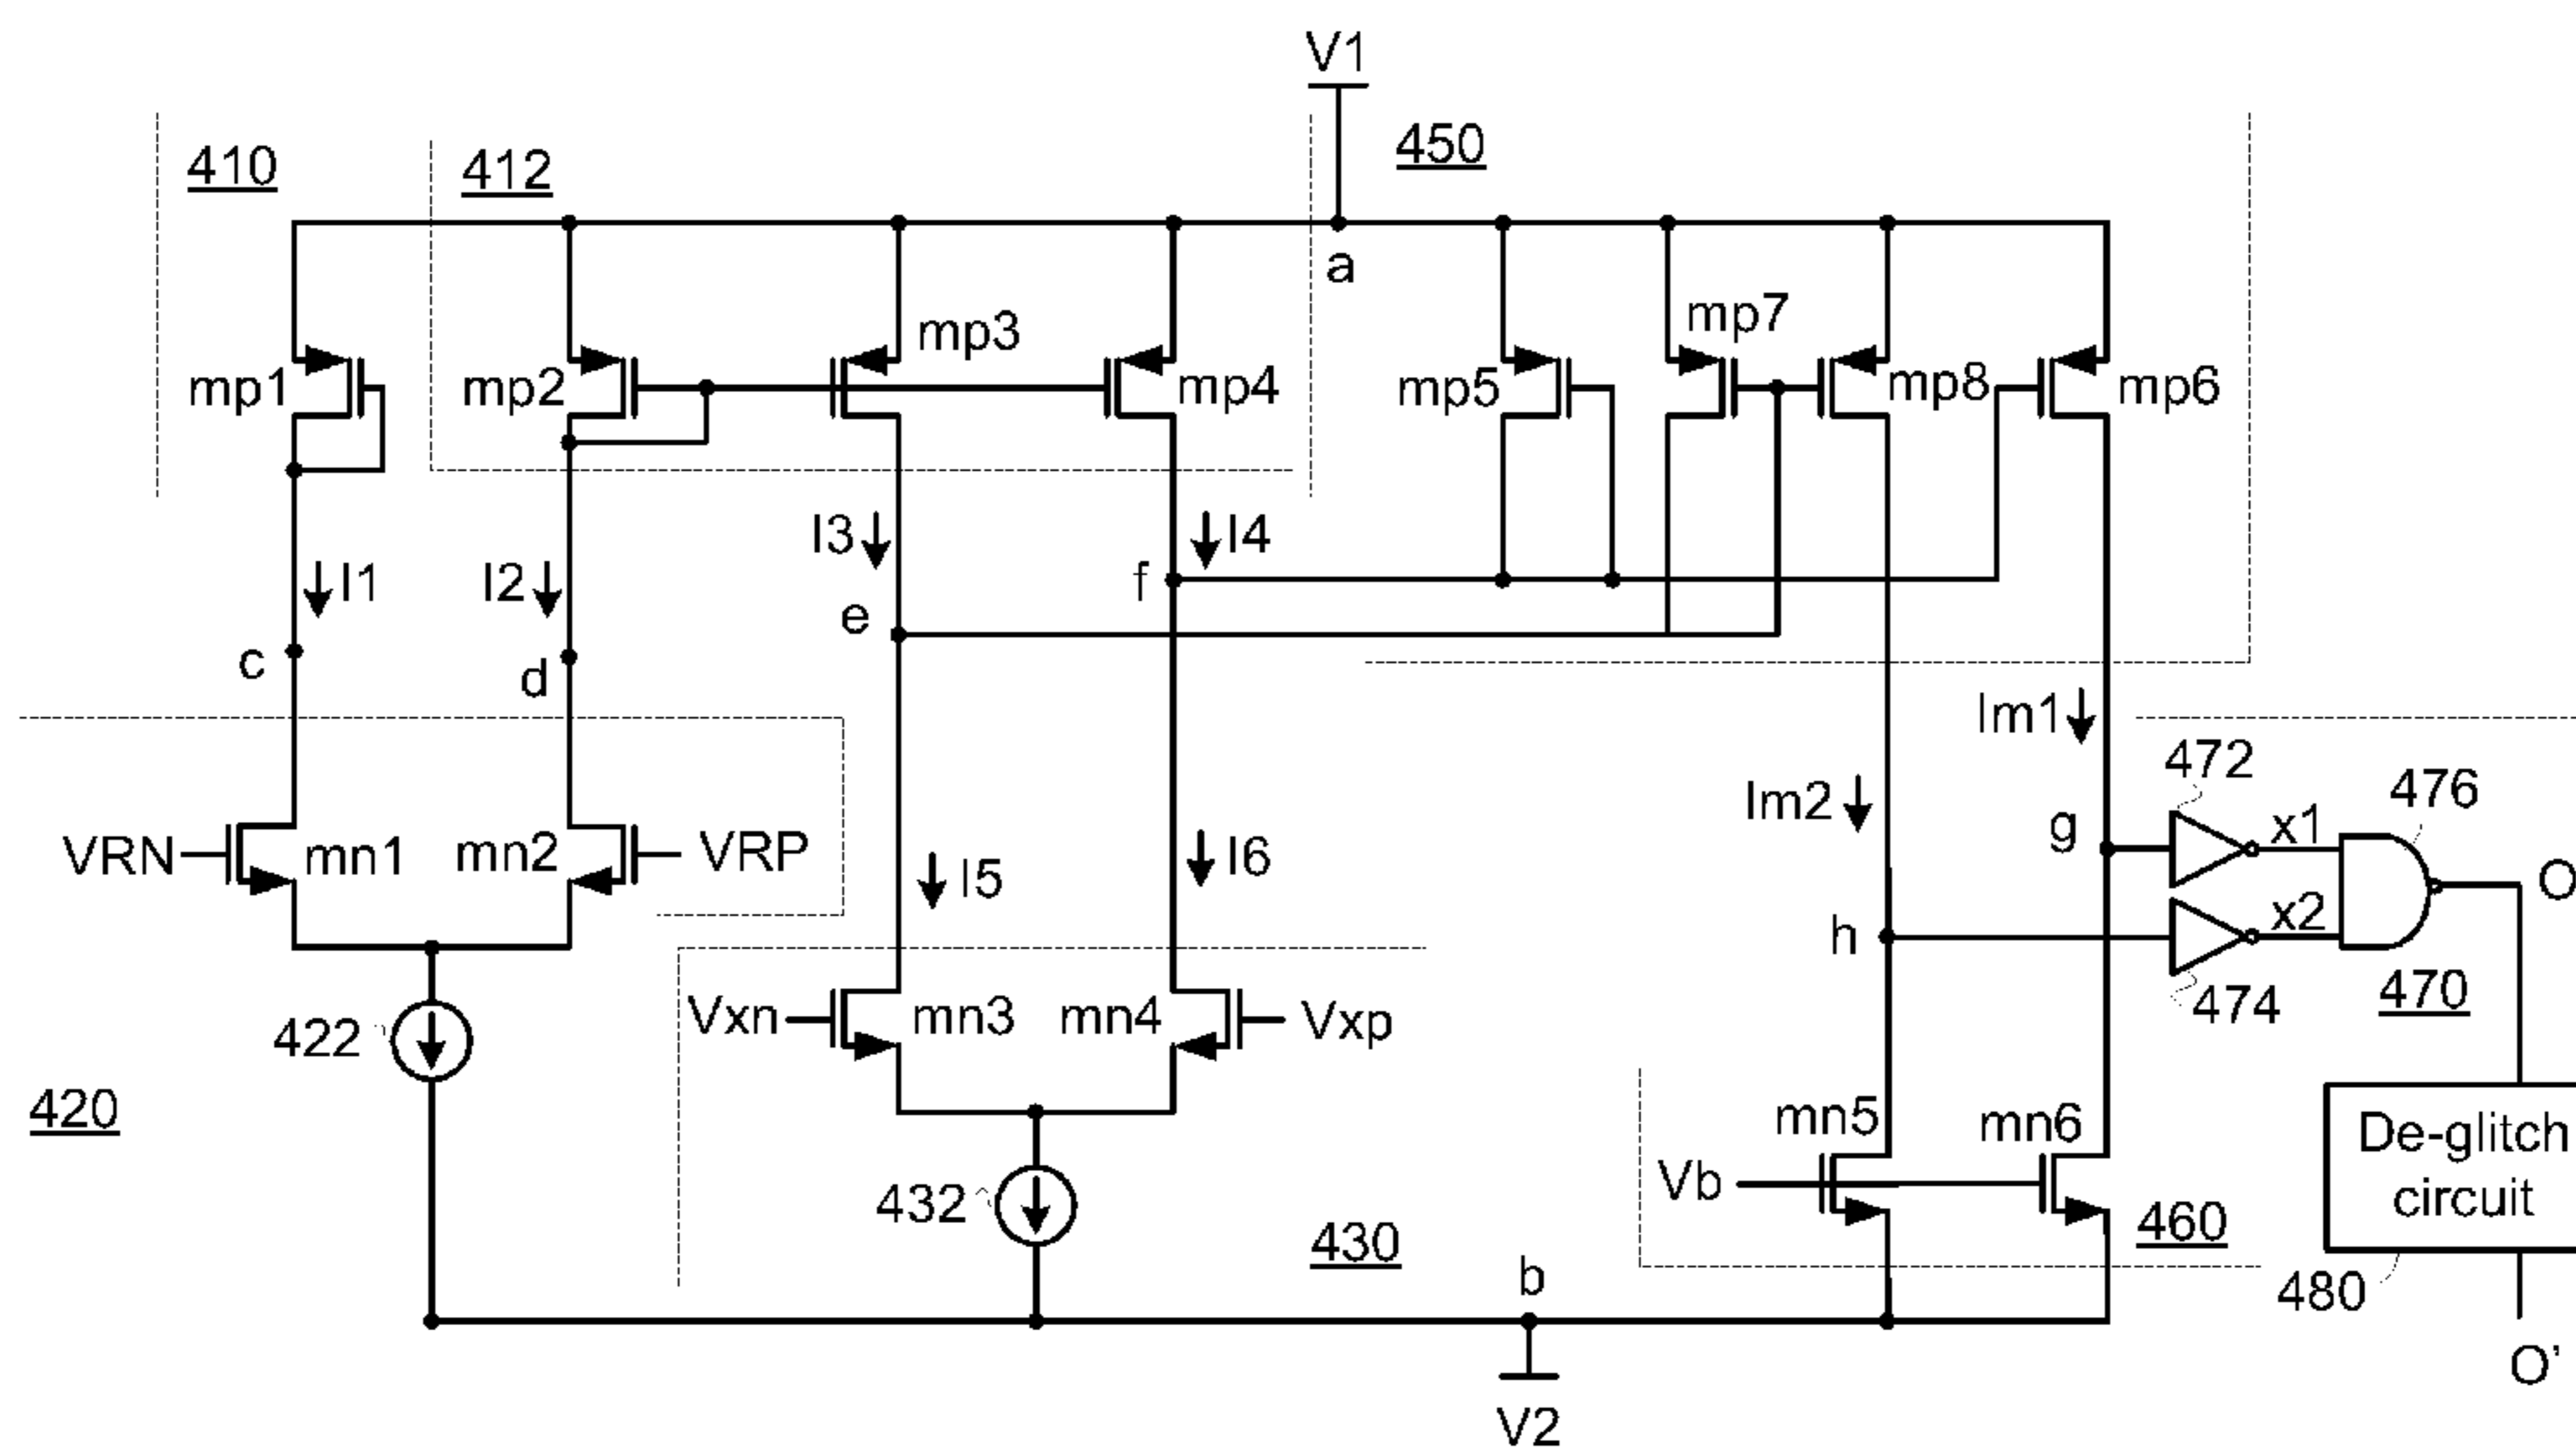 V1
410
412
450
a
mp1
mp2
mp3
mp4
mp5
mp7
mp8
mp6
I1
I2
I3
I4
f
e
c
d
Im1
Im2
472
476
g
x1
x2
O
h
470
474
VRN
mn1
mn2
VRP
I5
I6
422
420
Vxn
mn3
mn4
Vxp
432
430
mn5
mn6
Vb
460
De-glitch
circuit
480
b
O'
V2